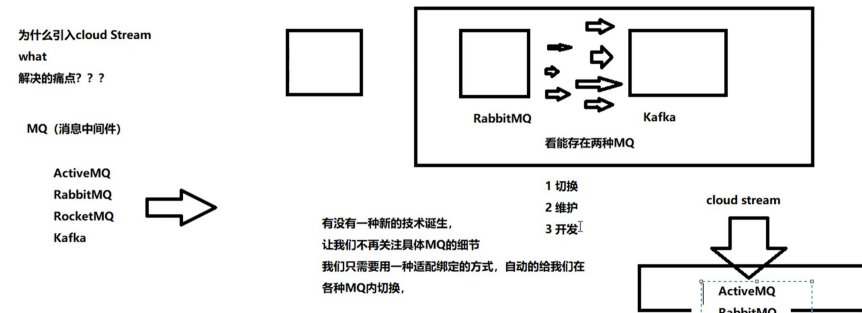 为什么引入cloud Stream
what
解决的痛点？？？
MQ（消息中间件）
ActiveMQ
RabbitMQ
RocketMQ
Kafka
RabbitMQ
Kafka
看能存在两种MQ
1 切换
2 维护
3 开发
有没有一种新的技术诞生，
让我们不再关注具体MQ的细节
我们只需要用一种适配绑定的方式，自动的给我们在
各种MQ内切换，
cloud stream
ActiveMQ
RabbitMQ